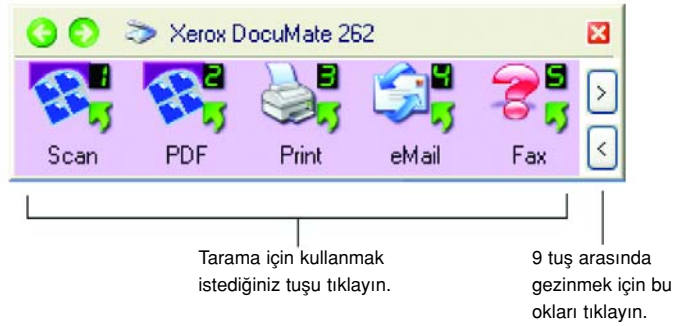 Xerox DocuMate 262
1 2 3 4 5
Scan PDF Print eMail Fax
Tarama için kullanmak
istediğiniz tuşu tıklayın.
9 tuş arasında
gezinmek için bu
okları tıklayın.